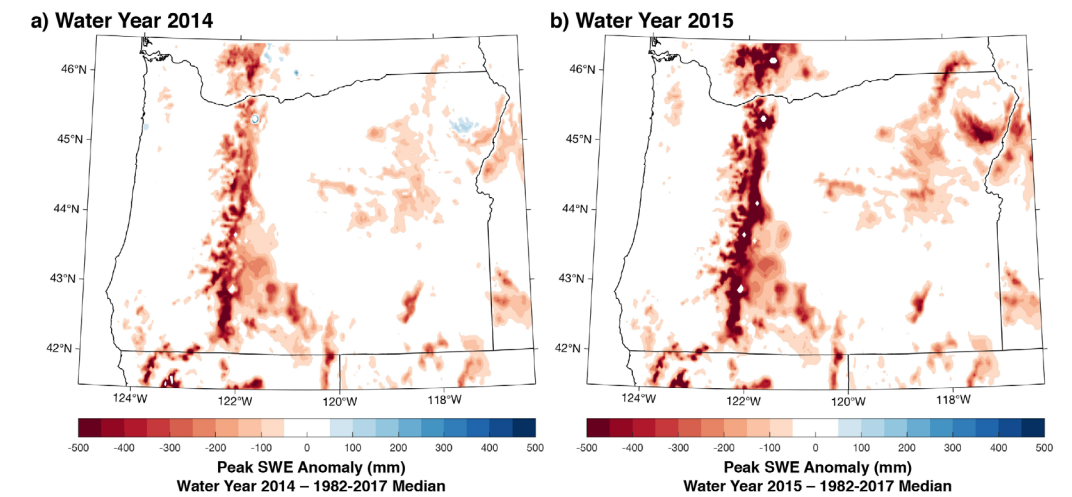 a) Water Year 2014
46°N
45°N
44°N
43°N
42°N
124°W 122°W 120°W 118°W
-500 -400 -300 -200 -100 0 100 200 300 400 500
Peak SWE Anomaly (mm)
Water Year 2014 – 1982-2017 Median
b) Water Year 2015
46°N
45°N
44°N
43°N
42°N
124°W 122°W 120°W 118°W
-500 -400 -300 -200 -100 0 100 200 300 400 500
Peak SWE Anomaly (mm)
Water Year 2015 – 1982-2017 Median